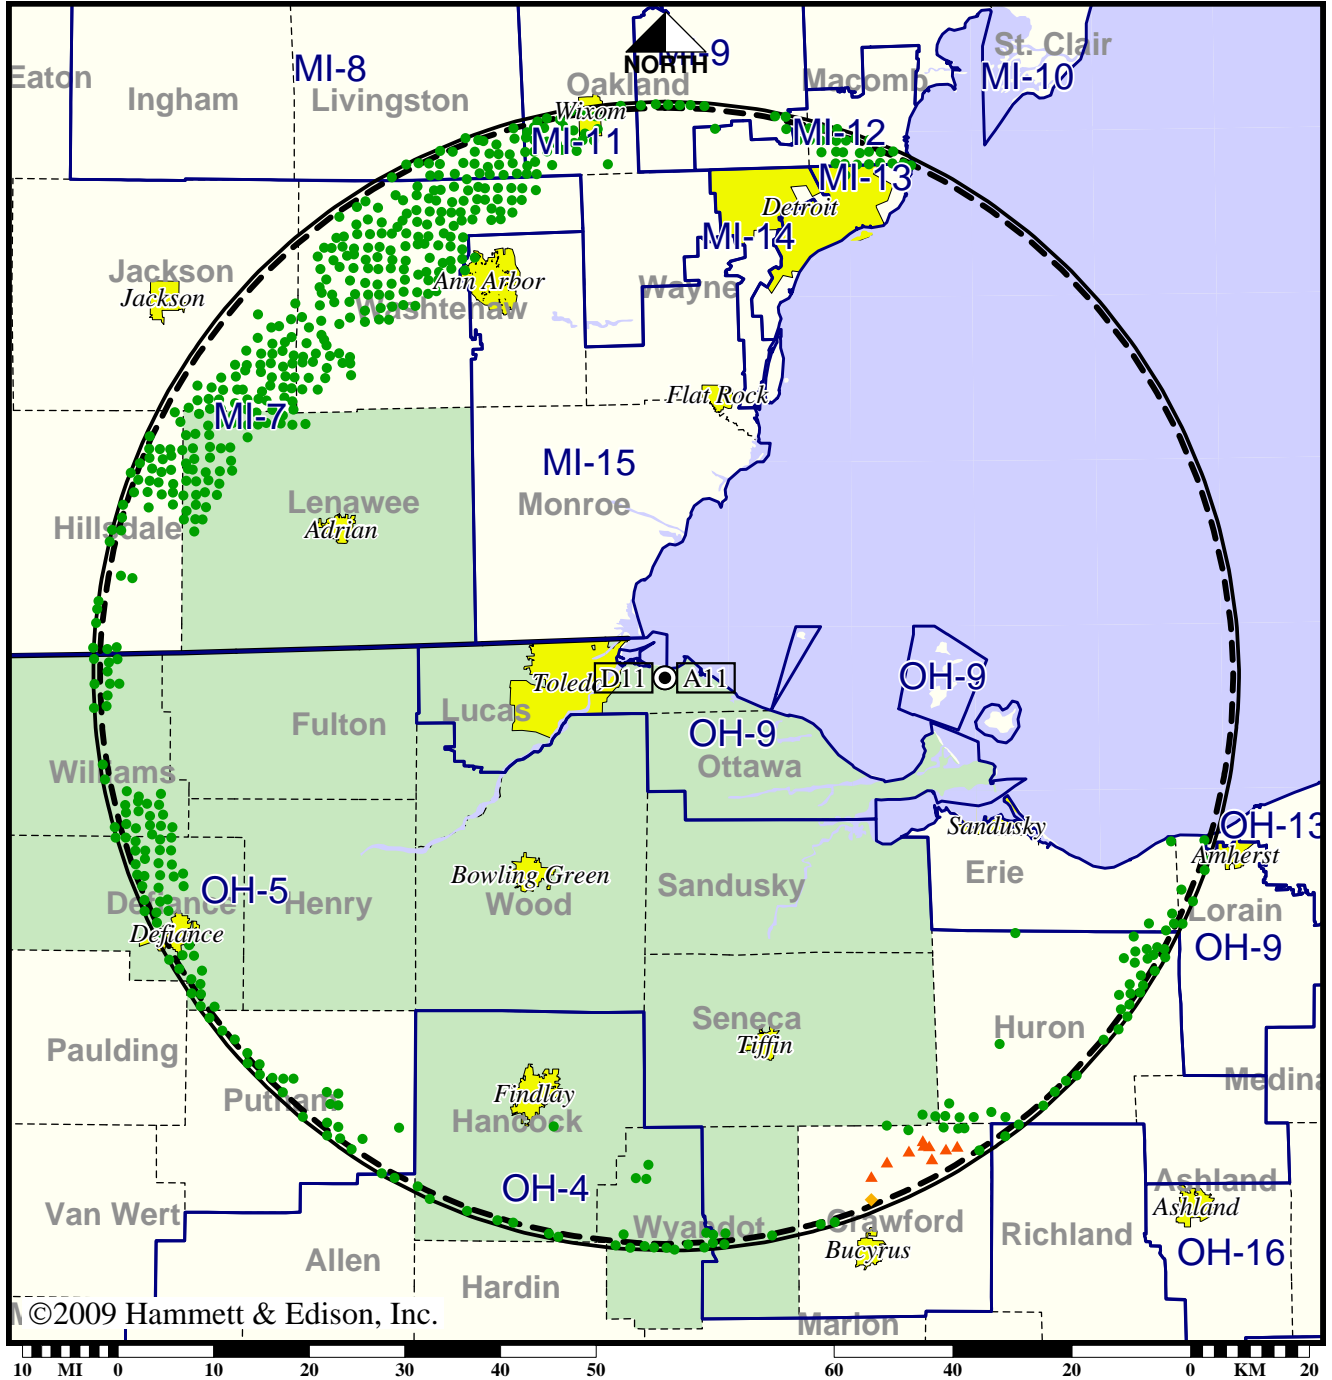 MI-8
MI-9
NORTH
St. Clair
MI-10
Eaton
Ingham
Livingston
Oakland
Macomb
Wixom
MI-11
MI-12
MI-13
Detroit
MI-14
Jackson
Jackson
Ann Arbor
Washtenaw
Wayne
Flat Rock
MI-7
MI-15
Lenawee
Monroe
Hillsdale
Adrian
Toledo
D11
A11
OH-9
Lucas
Fulton
OH-9
Ottawa
Williams
Sandusky
OH-13
Amherst
Erie
Bowling Green
Sandusky
OH-5
Defiance
Henry
Wood
Lorain
Defiance
OH-9
Seneca
Tiffin
Huron
Paulding
Medina
Putnam
Findlay
Hancock
OH-4
Ashland
Ashland
Van Wert
Wyandot
Crawford
Richland
Bucyrus
OH-16
Allen
Hardin
M
©2009 Hammett & Edison, Inc.
Marion
10 MI 0 10 20 30 40 50
60 40 20 0 KM 20